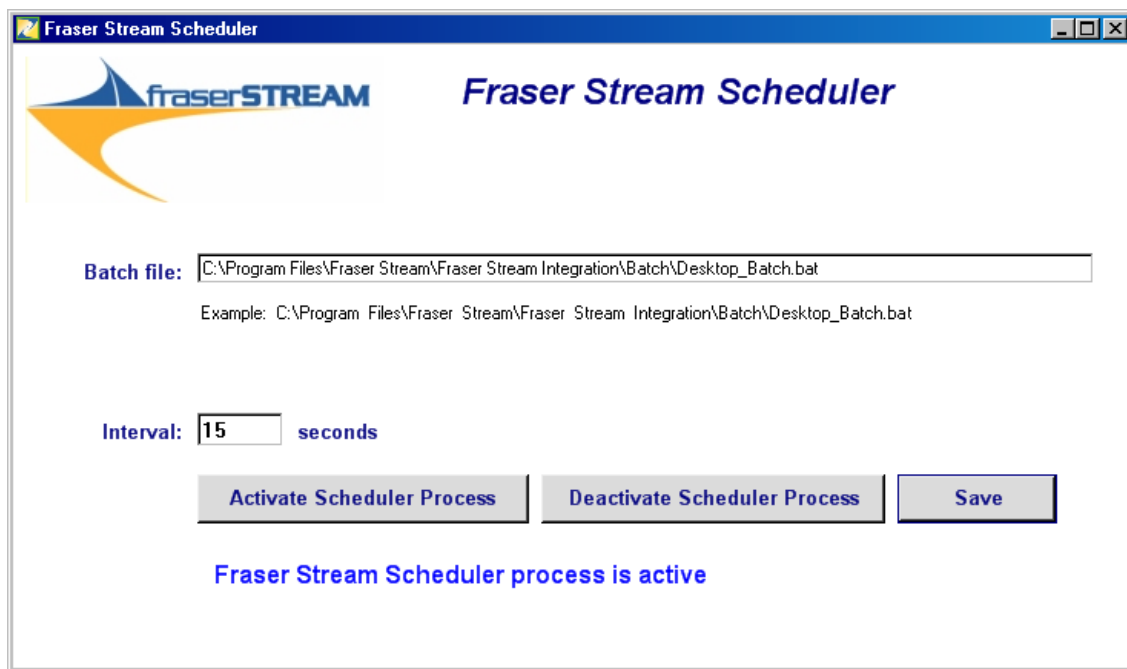 Fraser Stream Scheduler
fraserSTREAM
Fraser Stream Scheduler
Batch file: C:\Program Files\Fraser Stream\Fraser Stream Integration\Batch\Desktop_Batch.bat
Example: C:\Program Files\Fraser Stream\Fraser Stream Integration\Batch\Desktop_Batch.bat
Interval: 15 seconds
Activate Scheduler Process Deactivate Scheduler Process Save
Fraser Stream Scheduler process is active